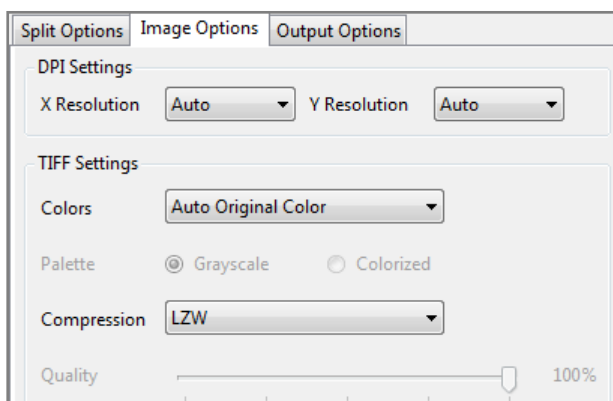 Split Options Image Options Output Options
DPI Settings
X Resolution Auto Y Resolution Auto
TIFF Settings
Colors Auto Original Color
Palette Grayscale Colorized
Compression LZW
Quality 100%